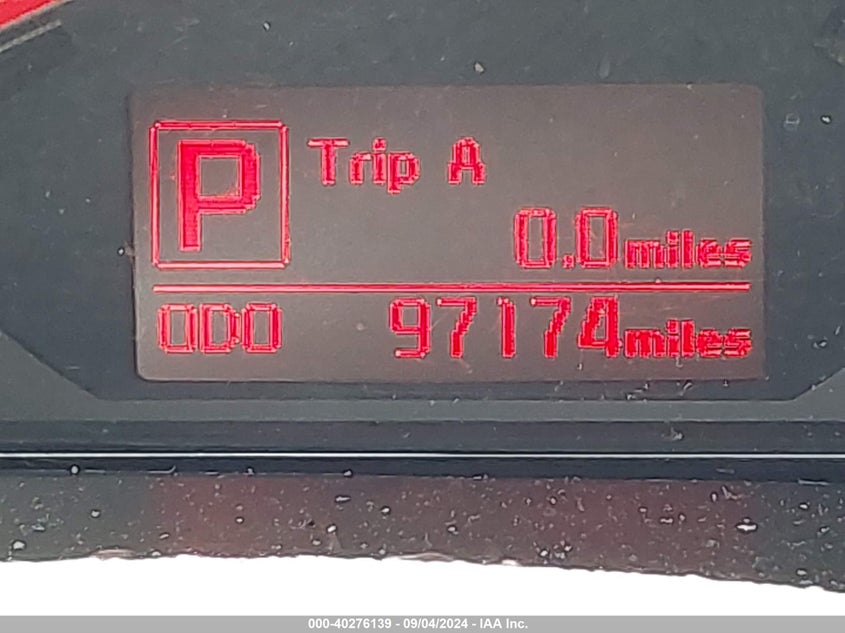 P
Trip A
0.0miles
ODO 97174miles
000-40276139 - 09/04/2024 - IAA Inc.